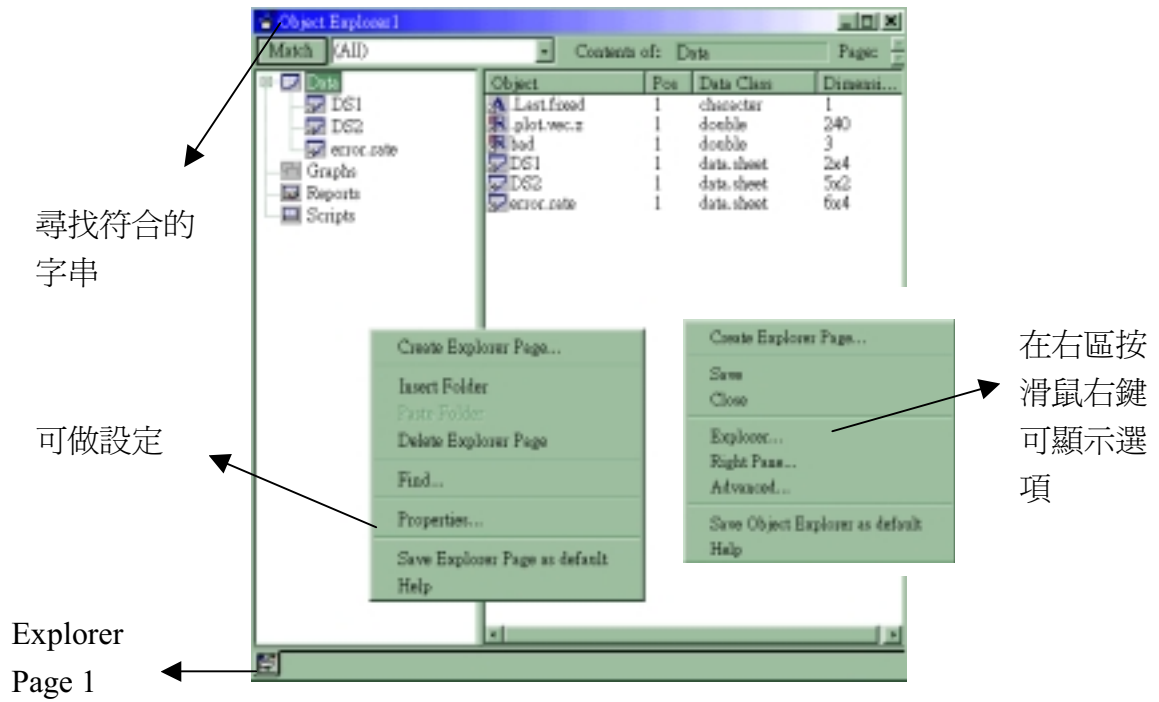 Object Explorer1
Match (All) Contents of: Data Page:
Data
DS1
DS2
error.rate
Graphs
Reports
Scripts
Object Pos Data Class Dimensi...
.Last.fixed 1 character 1
.plot.vec.z 1 double 240
bad 1 double 3
DS1 1 data.sheet 2x4
DS2 1 data.sheet 5x2
error.rate 1 data.sheet 6x4
尋找符合的
字串
Create Explorer Page...
Insert Folder
Paste Folder
Delete Explorer Page
Find...
Properties...
Save Explorer Page as default
Help
Create Explorer Page...
Save
Close
Explorer...
Right Pane...
Advanced...
Save Object Explorer as default
Help
在右區按
滑鼠右鍵
可顯示選
項
可做設定
Explorer
Page 1